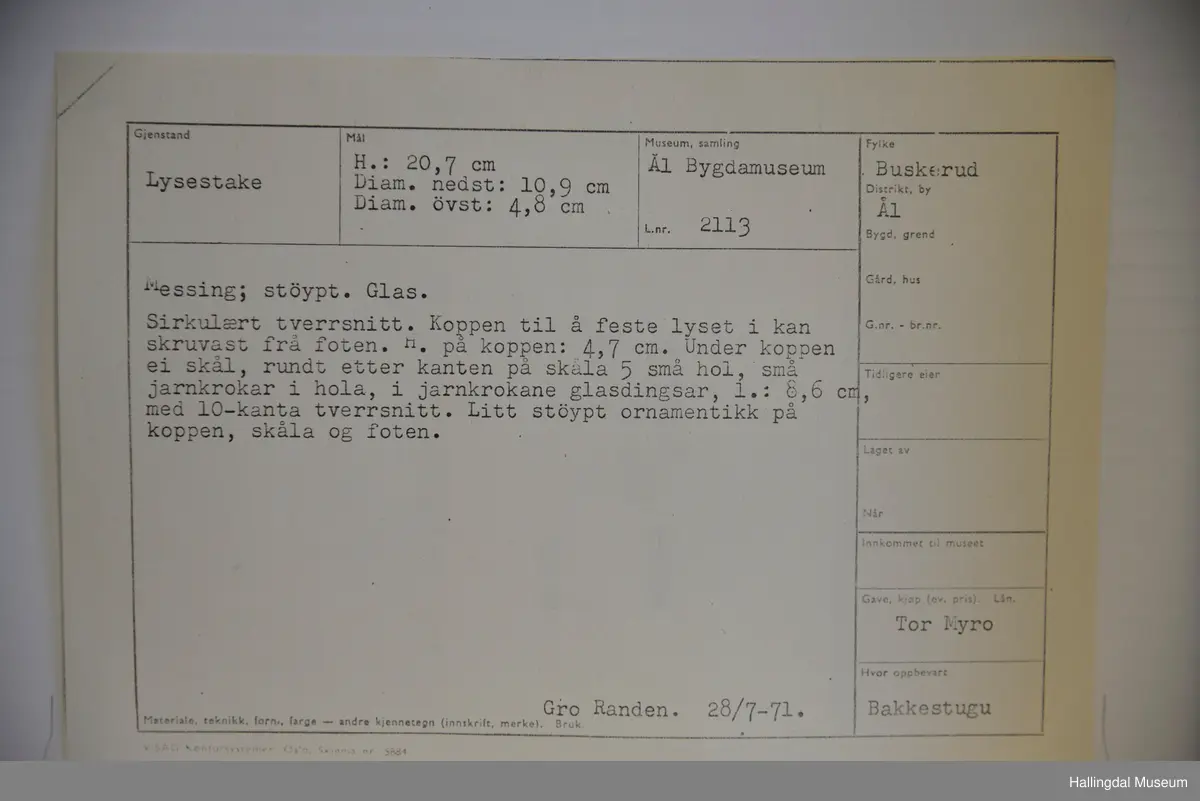 Gjenstand
Lysestake
Mål
H.: 20,7 cm
Diam. nedst: 10,9 cm
Diam. övst: 4,8 cm
Museum, samling
Ål Bygdamuseum
L.nr. 2113
Fylke
Buskerud
Distrikt, by
Ål
Bygd, grend
Gård, hus
G.nr. - br.nr.
Tidligere eier
Laget av
Når
Innkommet til museet
Gave, kjøp (ev. pris). Lån.
Tor Myro
Hvor oppbevart
Bakkestugu
Messing; stöypt. Glas.
Sirkulært tverrsnitt. Koppen til å feste lyset i kan
skruvast frå foten. H. på koppen: 4,7 cm. Under koppen
ei skål, rundt etter kanten på skåla 5 små hol, små
jarnkrokar i hola, i jarnkrokane glasdingsar, l.: 8,6 cm,
med 10-kanta tverrsnitt. Litt stöypt ornamentikk på
koppen, skåla og foten.
Gro Randen. 28/7-71.
Materiale, teknikk, form, farge — andre kjennetegn (innskrift, merke). Bruk
Oslo, Skjema nr. 3884
Hallingdal Museum